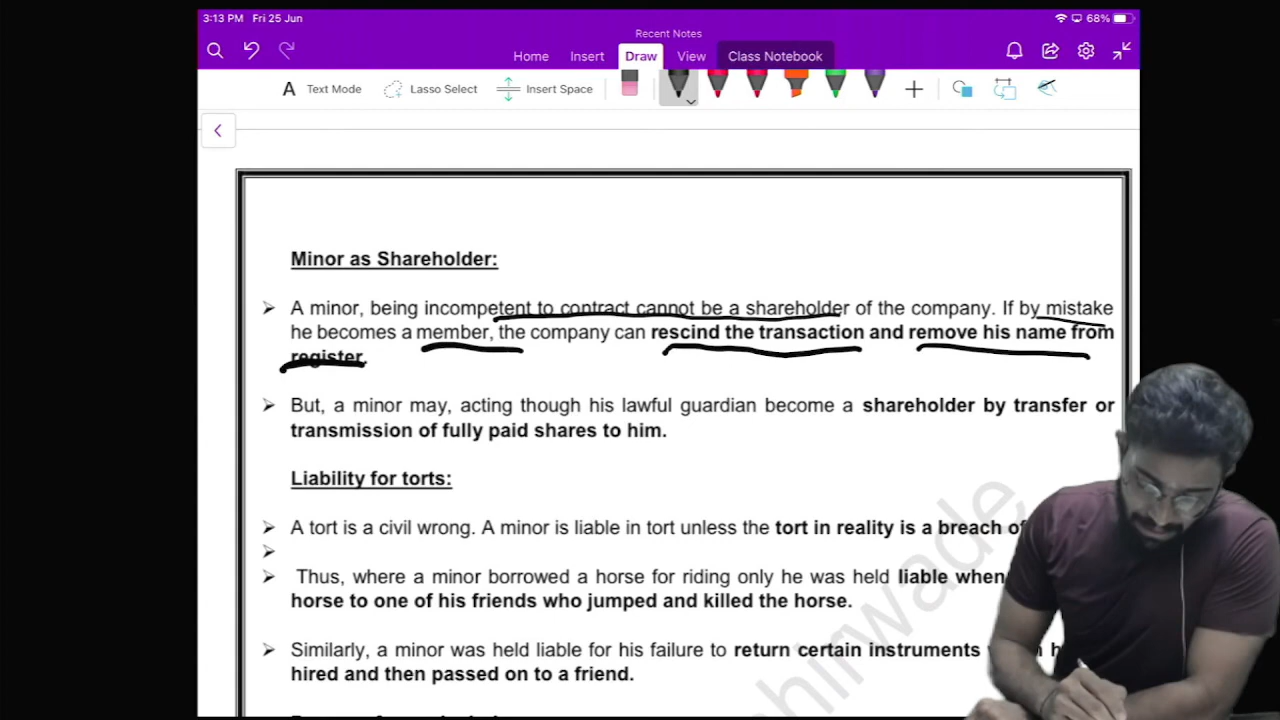 3:13 PM Fri 25 Jun
68%
Recent Notes
Home Insert Draw View Class Notebook
A Text Mode Lasso Select Insert Space
Minor as Shareholder:
A minor, being incompetent to contract cannot be a shareholder of the company. If by mistake
he becomes a member, the company can rescind the transaction and remove his name from
register.
But, a minor may, acting though his lawful guardian become a shareholder by transfer or
transmission of fully paid shares to him.
Liability for torts:
A tort is a civil wrong. A minor is liable in tort unless the tort in reality is a breach of
Thus, where a minor borrowed a horse for riding only he was held liable when
horse to one of his friends who jumped and killed the horse.
Similarly, a minor was held liable for his failure to return certain instruments
hired and then passed on to a friend.